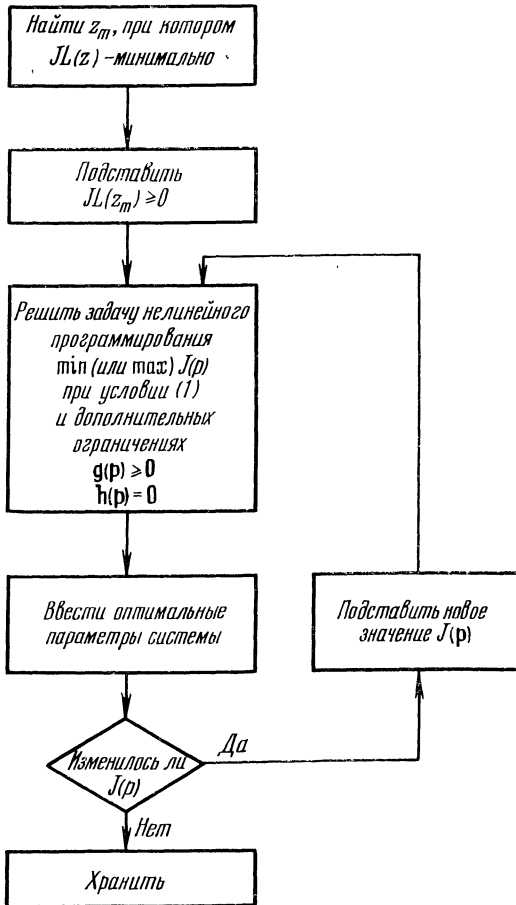 Найти z_m, при котором
JL(z) – минимально
Подставить
JL(z_m) ≥ 0
Решить задачу нелинейного
программирования
min (или max) J(p)
при условии (1)
и дополнительных
ограничениях
g(p) ≥ 0
h(p) = 0
Ввести оптимальные
параметры системы
Подставить новое
значение J(p)
Изменилось ли
J(p)
Да
Нет
Хранить